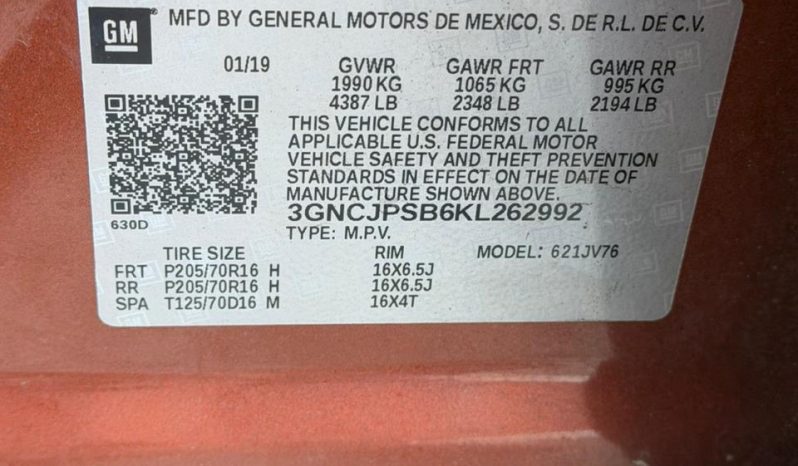 GM
MFD BY GENERAL MOTORS DE MEXICO, S. DE R.L. DE C.V.
01/19 GVWR GAWR FRT GAWR RR
1990 KG 1065 KG 995 KG
4387 LB 2348 LB 2194 LB
THIS VEHICLE CONFORMS TO ALL
APPLICABLE U.S. FEDERAL MOTOR
VEHICLE SAFETY AND THEFT PREVENTION
STANDARDS IN EFFECT ON THE DATE OF
MANUFACTURE SHOWN ABOVE.
3GNCJPSB6KL262992
630D
TYPE: M.P.V.
TIRE SIZE RIM MODEL: 621JV76
FRT P205/70R16 H 16X6.5J
RR P205/70R16 H 16X6.5J
SPA T125/70D16 M 16X4T